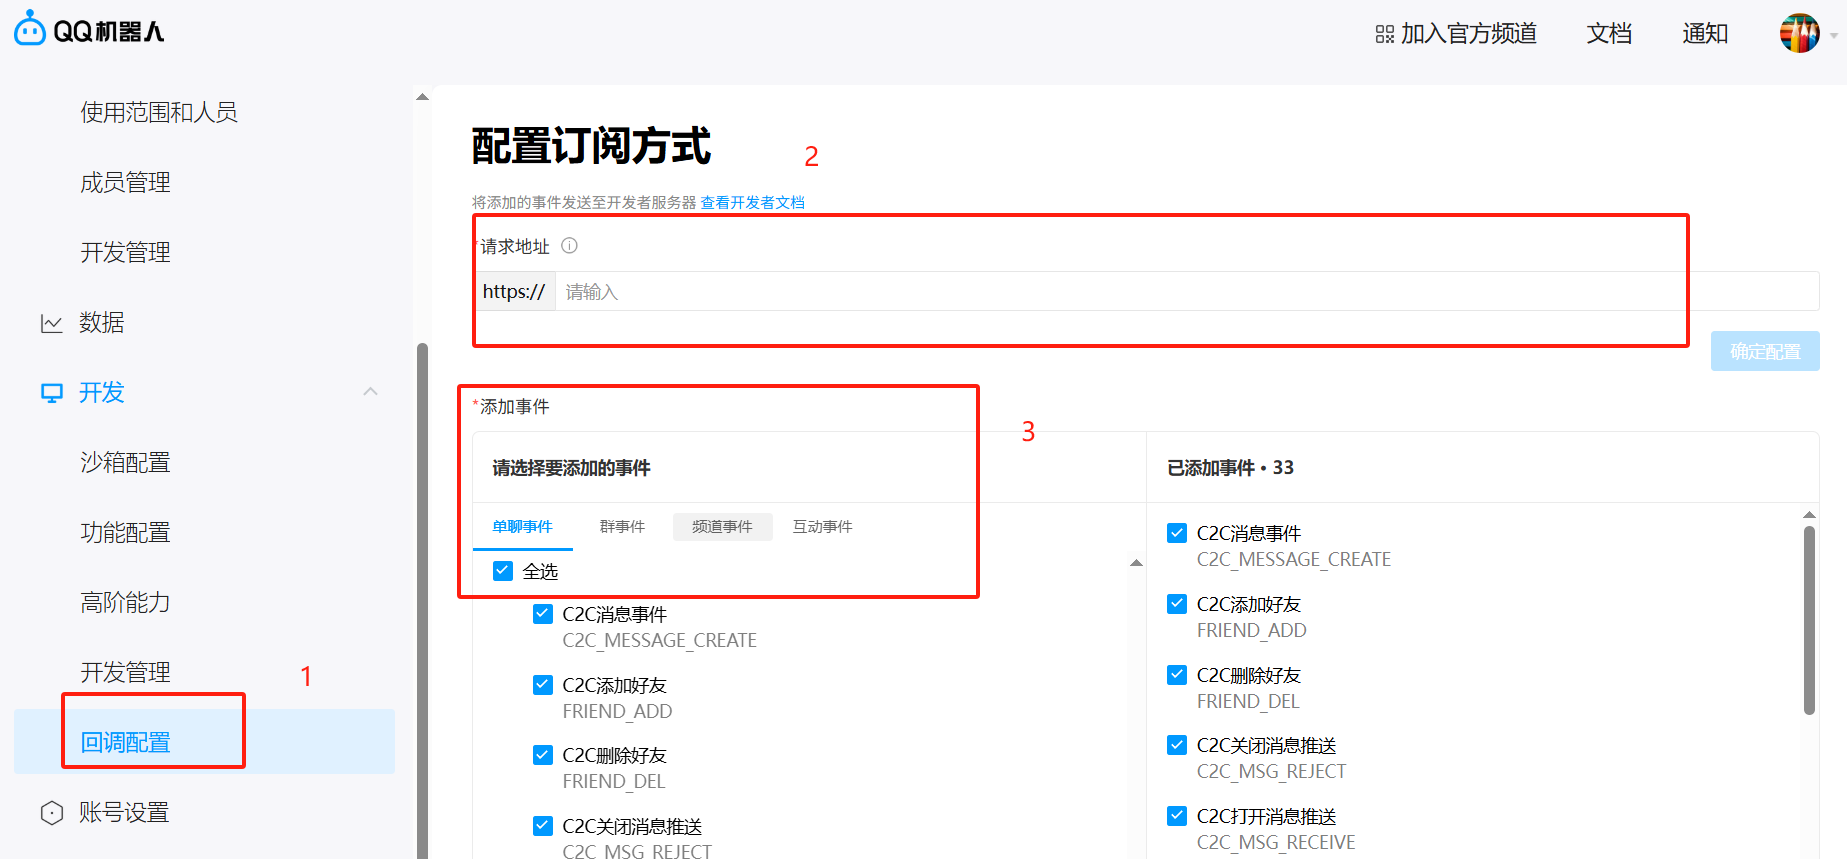 QQ机器人
加入官方频道
文档
通知
使用范围和人员
成员管理
开发管理
数据
开发
沙箱配置
功能配置
高阶能力
开发管理
1
回调配置
账号设置
配置订阅方式
2
将添加的事件发送至开发者服务器 查看开发者文档
*请求地址
https:// 请输入
确定配置
*添加事件
3
请选择要添加的事件
单聊事件 群事件 频道事件 互动事件
全选
C2C消息事件
C2C_MESSAGE_CREATE
C2C添加好友
FRIEND_ADD
C2C删除好友
FRIEND_DEL
C2C关闭消息推送
C2C_MSG_REJECT
已添加事件 • 33
C2C消息事件
C2C_MESSAGE_CREATE
C2C添加好友
FRIEND_ADD
C2C删除好友
FRIEND_DEL
C2C关闭消息推送
C2C_MSG_REJECT
C2C打开消息推送
C2C_MSG_RECEIVE